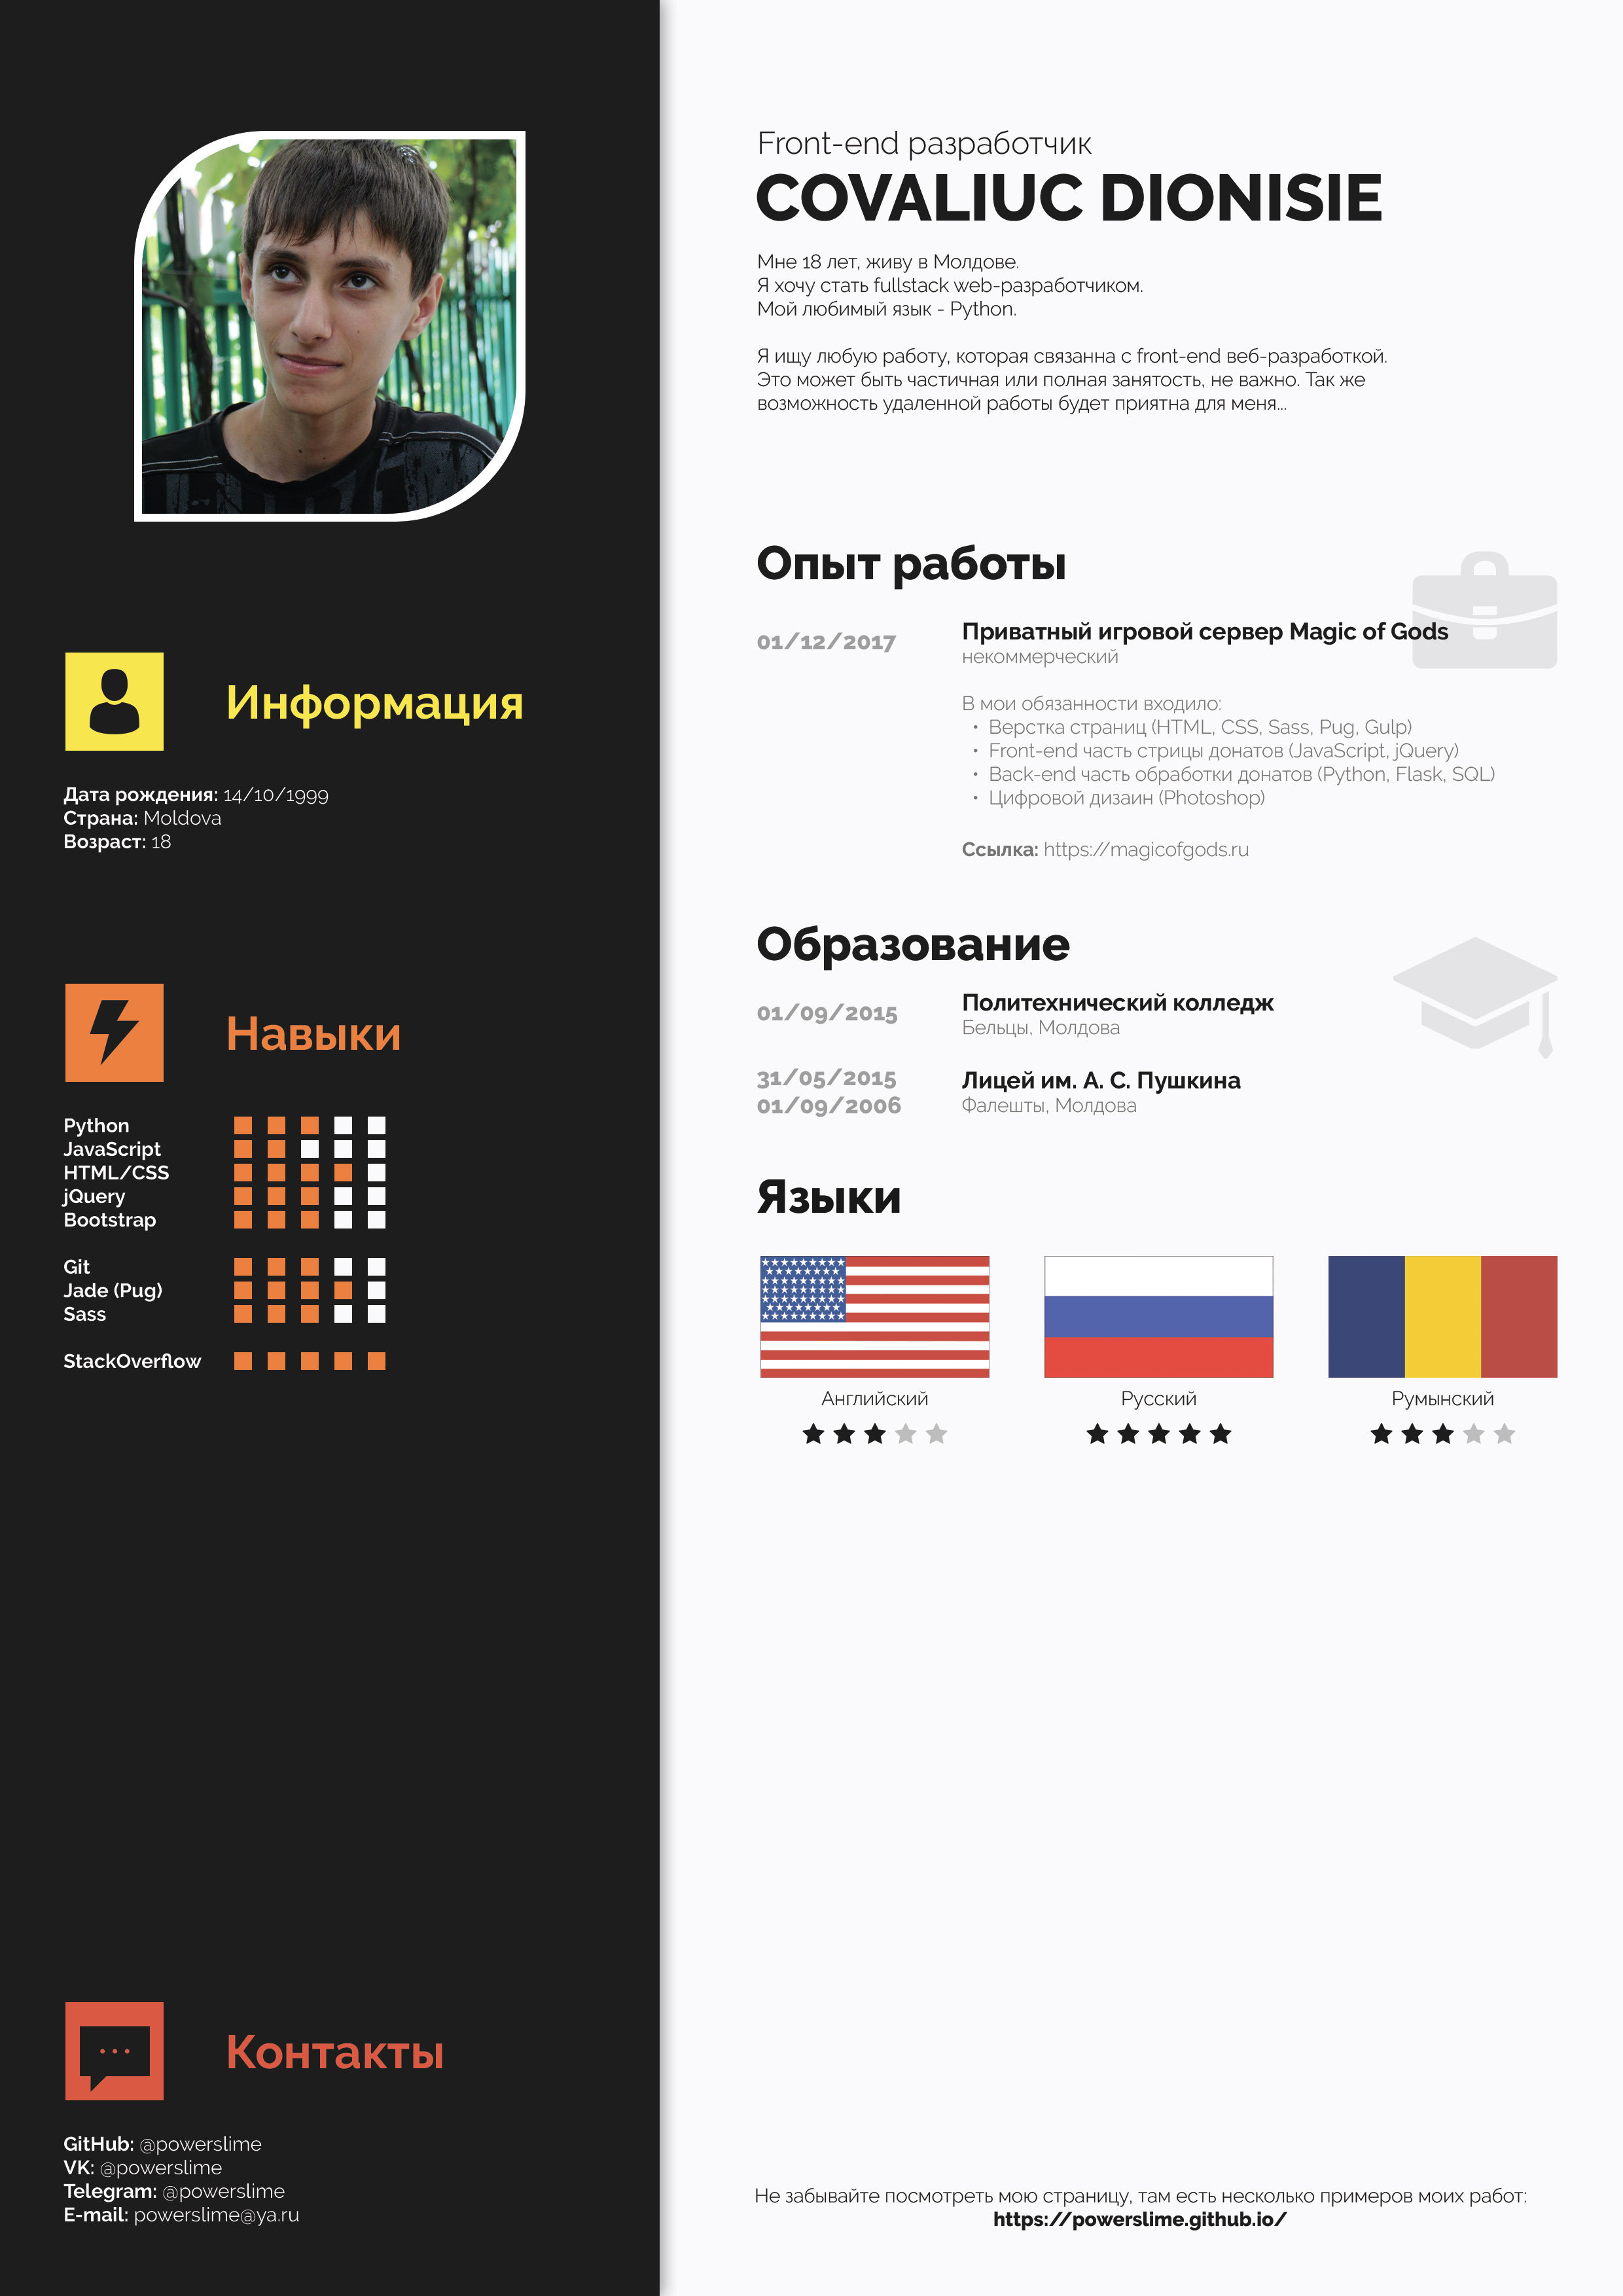 Front-end разработчик
COVALIUC DIONISIE
Мне 18 лет, живу в Молдове.
Я хочу стать fullstack web-разработчиком.
Мой любимый язык - Python.
Я ищу любую работу, которая связанна с front-end веб-разработкой.
Это может быть частичная или полная занятость, не важно. Так же
возможность удаленной работы будет приятна для меня...
Информация
Дата рождения: 14/10/1999
Страна: Moldova
Возраст: 18
Навыки
Python
JavaScript
HTML/CSS
jQuery
Bootstrap
Git
Jade (Pug)
Sass
StackOverflow
Контакты
GitHub: @powerslime
VK: @powerslime
Telegram: @powerslime
E-mail: powerslime@ya.ru
Опыт работы
01/12/2017
Приватный игровой сервер Magic of Gods
некоммерческий
В мои обязанности входило:
• Верстка страниц (HTML, CSS, Sass, Pug, Gulp)
• Front-end часть стрицы донатов (JavaScript, jQuery)
• Back-end часть обработки донатов (Python, Flask, SQL)
• Цифровой дизаин (Photoshop)
Ссылка: https://magicofgods.ru
Образование
01/09/2015
Политехнический колледж
Бельцы, Молдова
31/05/2015
01/09/2006
Лицей им. А. С. Пушкина
Фалешты, Молдова
Языки
Английский
Русский
Румынский
Не забывайте посмотреть мою страницу, там есть несколько примеров моих работ:
https://powerslime.github.io/